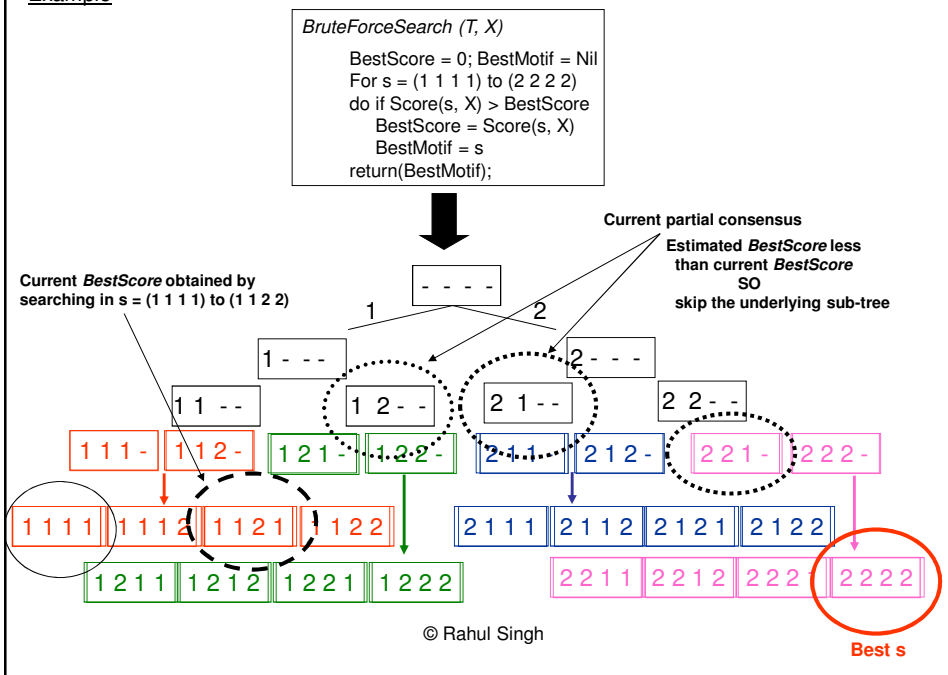 Example
BruteForceSearch (T, X)
BestScore = 0; BestMotif = Nil
For s = (1 1 1 1) to (2 2 2 2)
do if Score(s, X) > BestScore
BestScore = Score(s, X)
BestMotif = s
return(BestMotif);
Current partial consensus
Estimated BestScore less
than current BestScore
SO
skip the underlying sub-tree
Current BestScore obtained by
searching in s = (1 1 1 1) to (1 1 2 2)
- - - -
1 2
1 - - - 2 - - -
1 1 - - 1 2 - - 2 1 - - 2 2 - -
1 1 1 - 1 1 2 - 1 2 1 - 1 2 2 - 2 1 1 - 2 1 2 - 2 2 1 - 2 2 2 -
1 1 1 1 1 1 1 2 1 1 2 1 1 1 2 2 2 1 1 1 2 1 1 2 2 1 2 1 2 1 2 2
1 2 1 1 1 2 1 2 1 2 2 1 1 2 2 2 2 2 1 1 2 2 1 2 2 2 2 1 2 2 2 2
© Rahul Singh
Best s